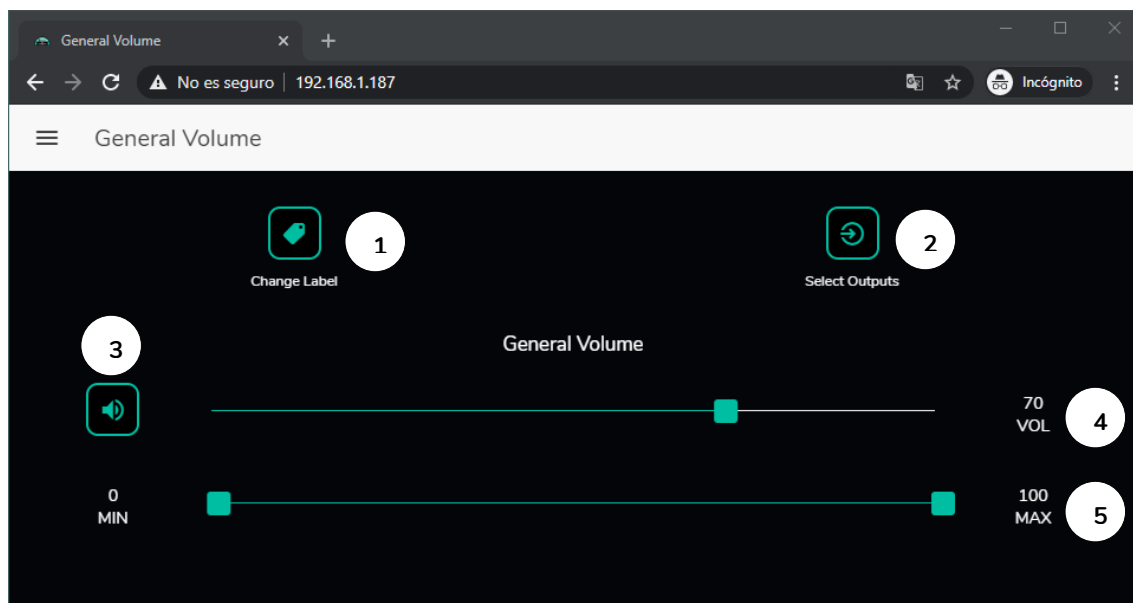 General Volume
No es seguro 192.168.1.187 Incógnito
General Volume
1
2
Change Label Select Outputs
3
General Volume
70
VOL
4
0
MIN
100
MAX
5